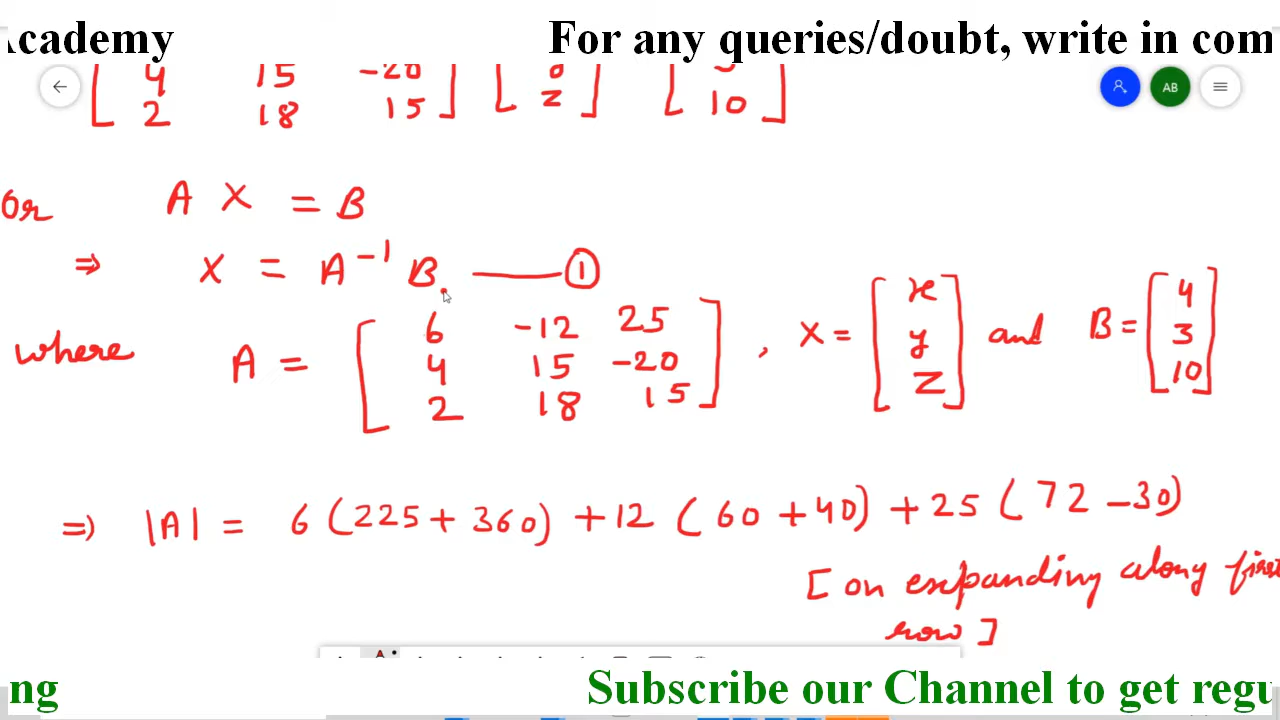 Academy For any queries/doubt, write in com
[ 4 15 -20 ] [ z ] [ 10 ]
2 18 15
Or A X = B
⇒ X = A⁻¹ B. —— ①
where A = [ 6 -12 25
4 15 -20
2 18 15 ] , X = [ x
y
z ] and B = [ 4
3
10 ]
⇒ |A| = 6 (225 + 360) + 12 (60 + 40) + 25 (72 - 30)
[on expanding along first
row]
AB
ng Subscribe our Channel to get regu